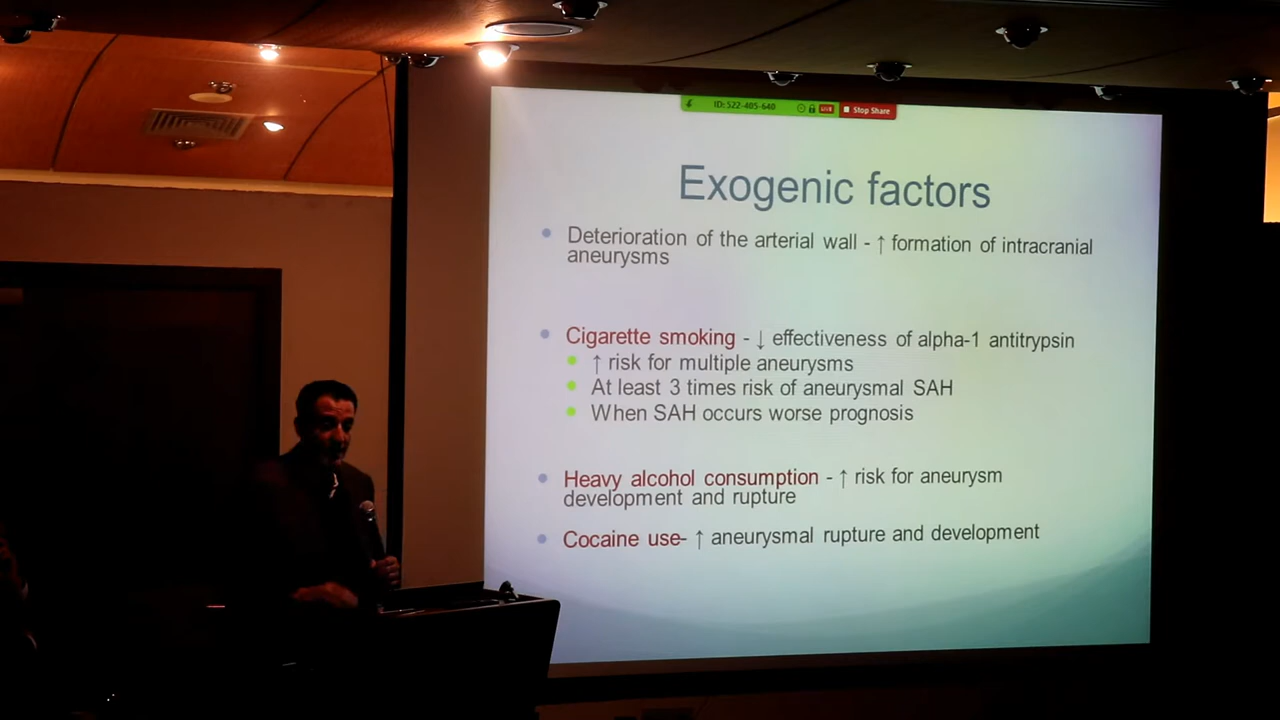 ID: 522-405-640 LIVE Stop Share
Exogenic factors
Deterioration of the arterial wall - ↑ formation of intracranial
aneurysms
Cigarette smoking - ↓ effectiveness of alpha-1 antitrypsin
↑ risk for multiple aneurysms
At least 3 times risk of aneurysmal SAH
When SAH occurs worse prognosis
Heavy alcohol consumption - ↑ risk for aneurysm
development and rupture
Cocaine use- ↑ aneurysmal rupture and development